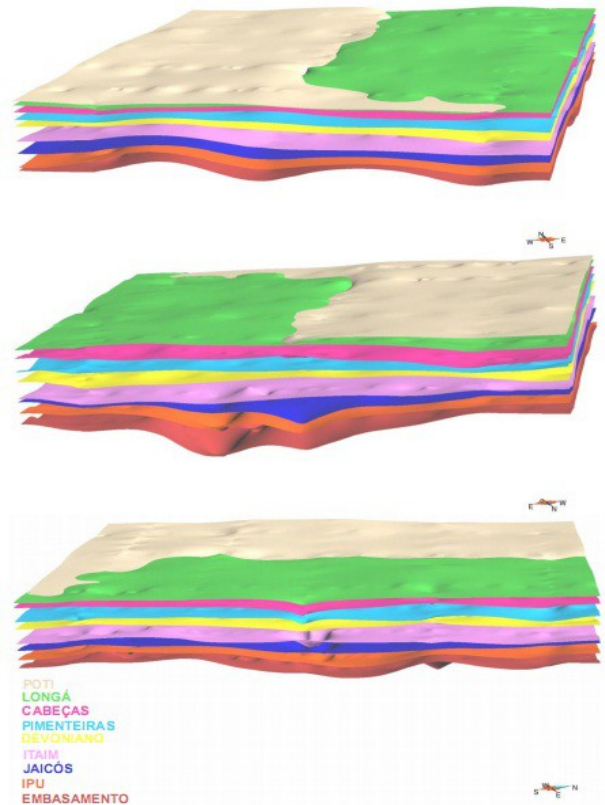 N
W E
S
E W
N
POTI
LONGÁ
CABEÇAS
PIMENTEIRAS
DEVONIANO
ITAIM
JAICÓS
IPU
EMBASAMENTO
W N
S E